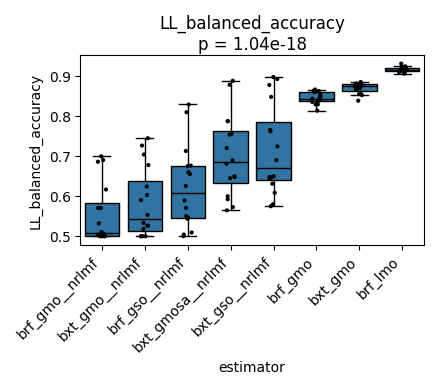 LL_balanced_accuracy
p = 1.04e-18
LL_balanced_accuracy
0.9
0.8
0.7
0.6
0.5
brf_gmo__nrlmf
bxt_gmo__nrlmf
brf_gso__nrlmf
bxt_gmosa__nrlmf
bxt_gso__nrlmf
brf_gmo
bxt_gmo
brf_lmo
estimator